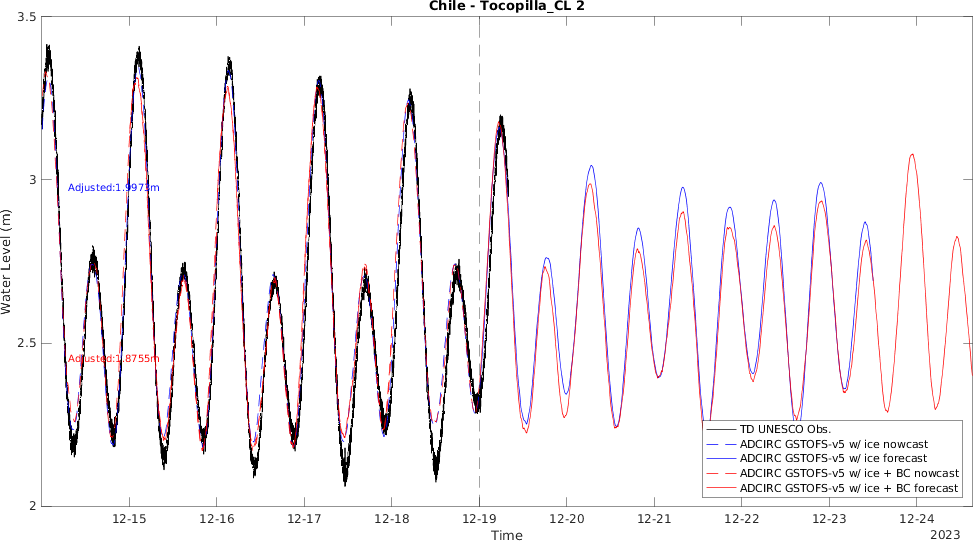 Chile - Tocopilla_CL 2
3.5
3
2.5
2
Water Level (m)
Adjusted:1.9973m
Adjusted:1.8755m
TD UNESCO Obs.
ADCIRC GSTOFS-v5 w/ ice nowcast
ADCIRC GSTOFS-v5 w/ ice forecast
ADCIRC GSTOFS-v5 w/ ice + BC nowcast
ADCIRC GSTOFS-v5 w/ ice + BC forecast
12-15 12-16 12-17 12-18 12-19 12-20 12-21 12-22 12-23 12-24
2023
Time